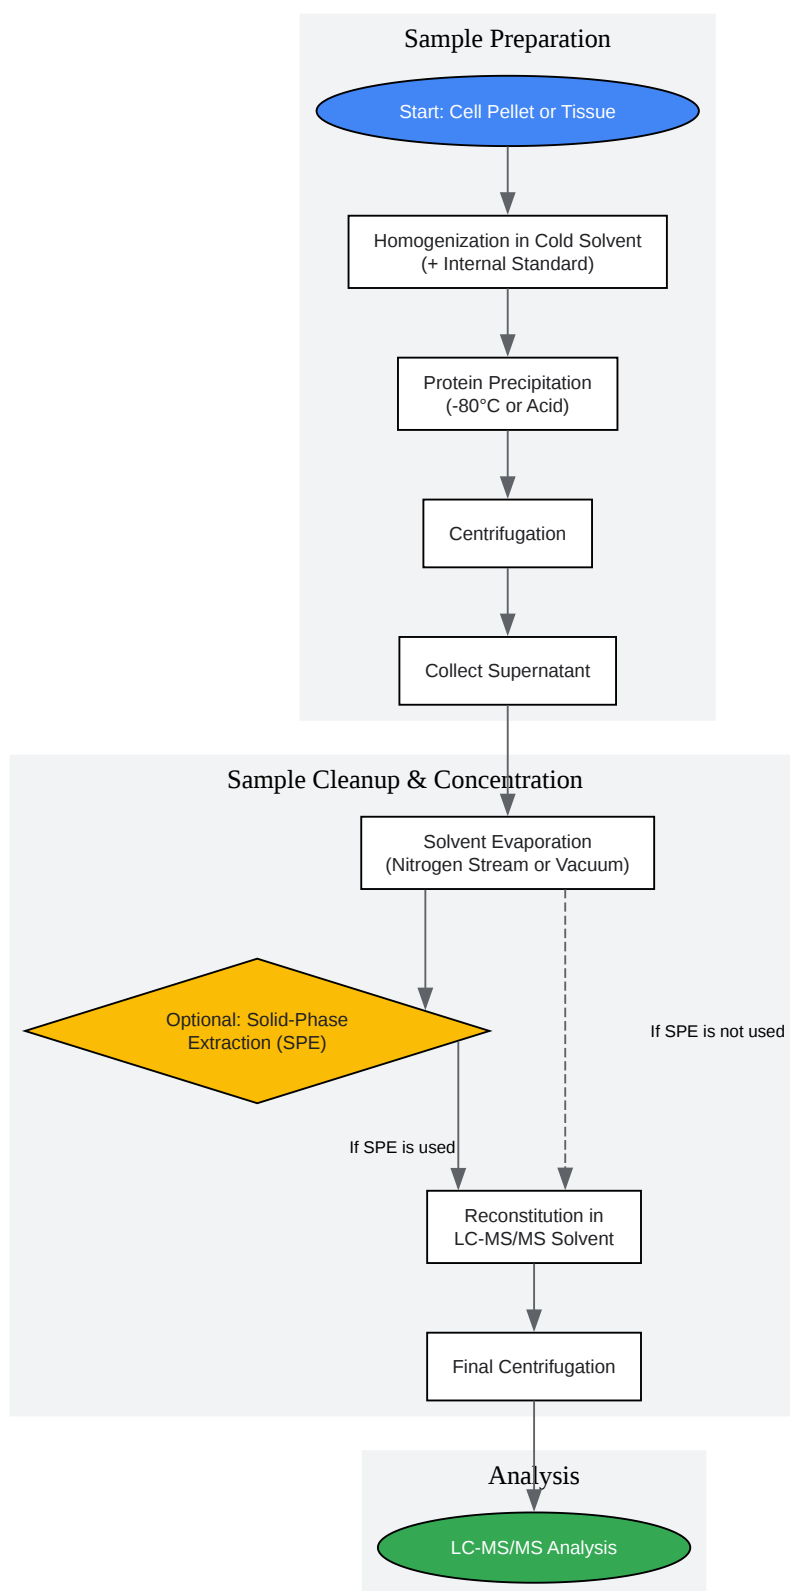 Sample Preparation
Start: Cell Pellet or Tissue
Homogenization in Cold Solvent
(+ Internal Standard)
Protein Precipitation
(-80°C or Acid)
Centrifugation
Collect Supernatant
Sample Cleanup & Concentration
Solvent Evaporation
(Nitrogen Stream or Vacuum)
Optional: Solid-Phase
Extraction (SPE)
If SPE is not used
If SPE is used
Reconstitution in
LC-MS/MS Solvent
Final Centrifugation
Analysis
LC-MS/MS Analysis